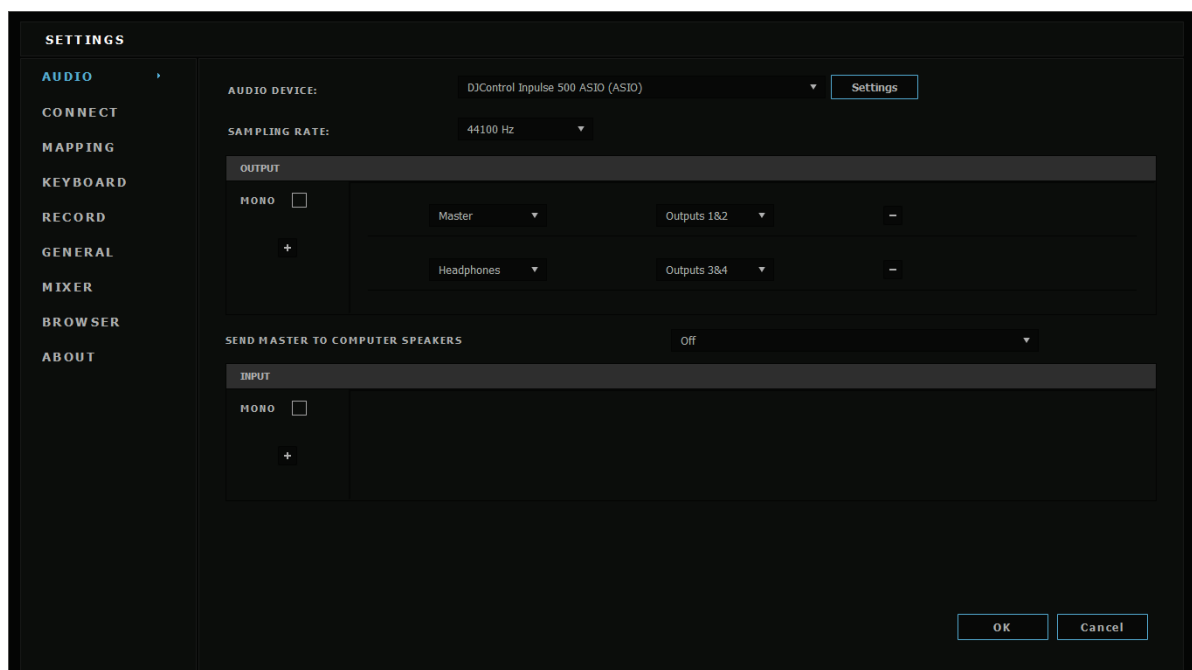 SETTINGS
AUDIO
CONNECT
MAPPING
KEYBOARD
RECORD
GENERAL
MIXER
BROWSER
ABOUT
AUDIO DEVICE: DJControl Inpulse 500 ASIO (ASIO) Settings
SAMPLING RATE: 44100 Hz
OUTPUT
MONO
Master Outputs 1&2 −
+
Headphones Outputs 3&4 −
SEND MASTER TO COMPUTER SPEAKERS Off
INPUT
MONO
+
OK Cancel